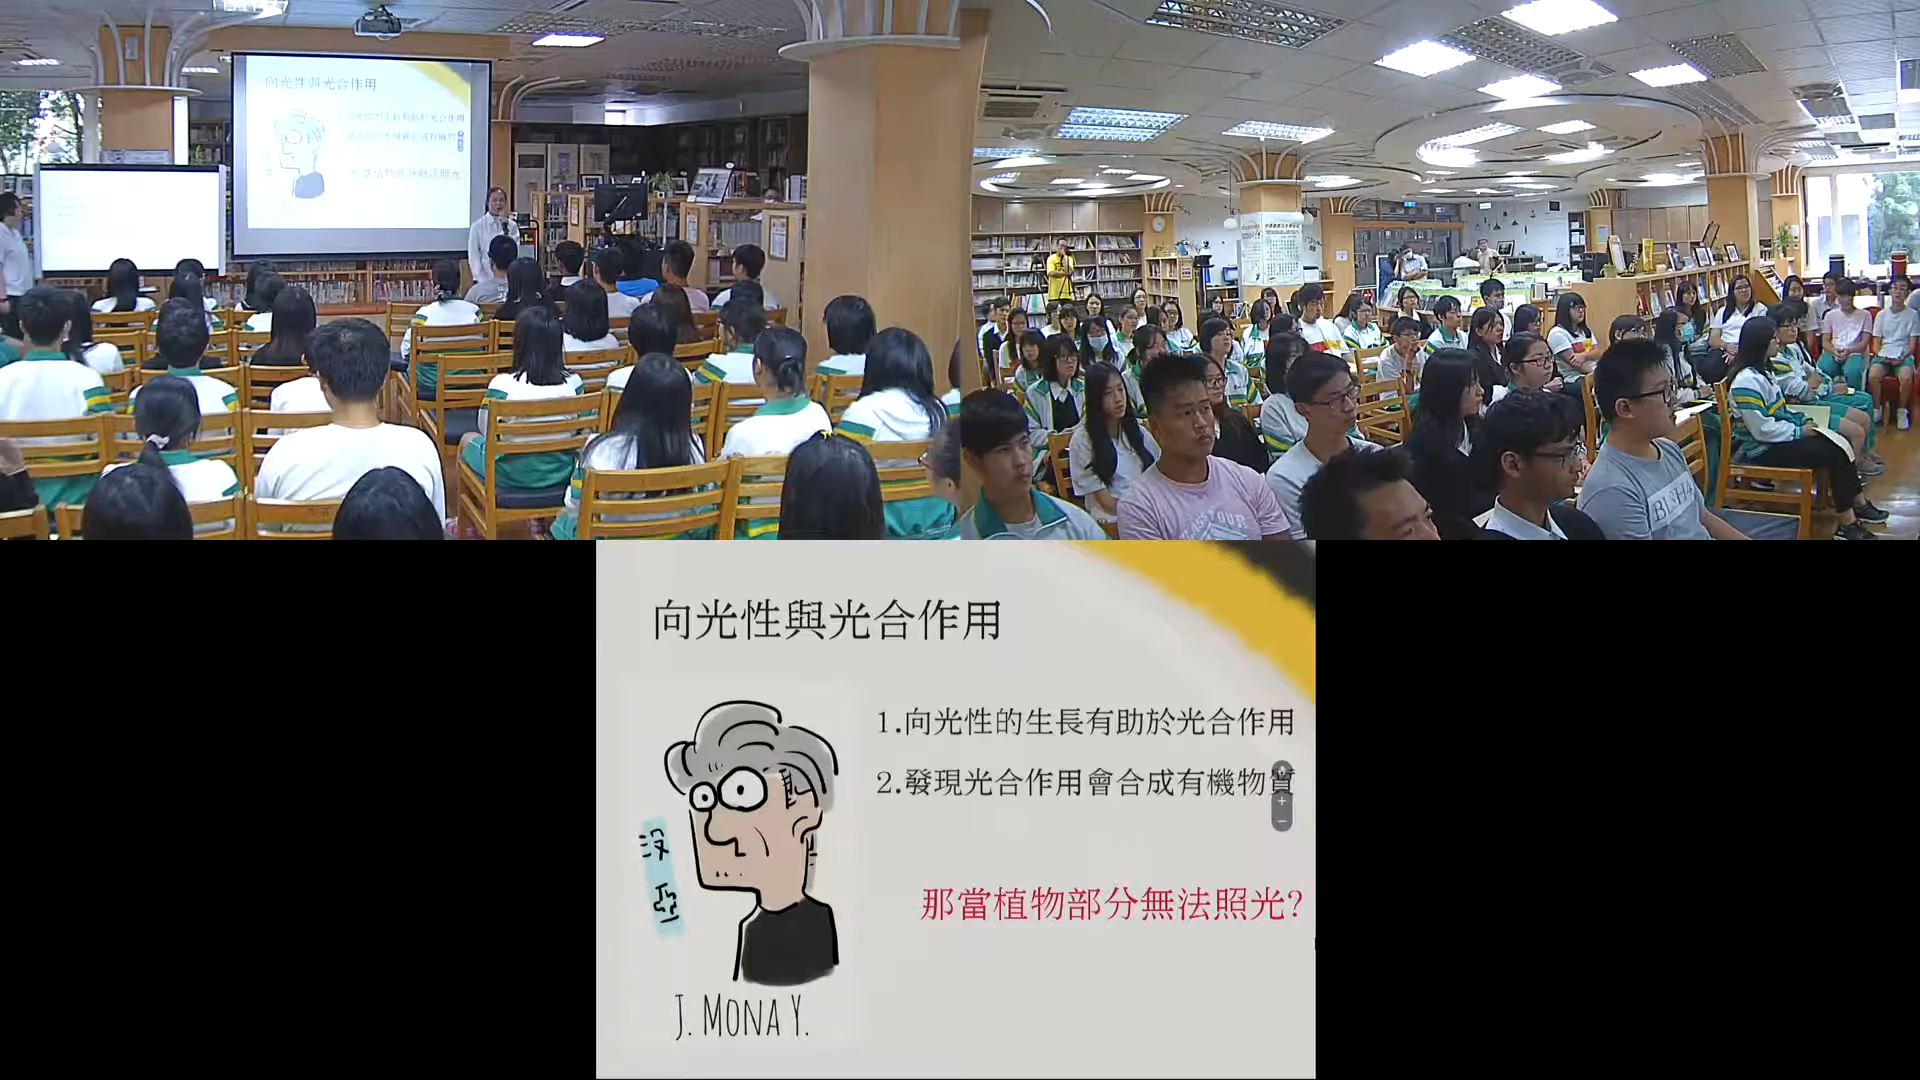 向光性與光合作用
向光性與光合作用
1.向光性的生長有助於光合作用
2.發現光合作用會合成有機物質
那當植物部分無法照光?
沒亞
J. MONA Y.